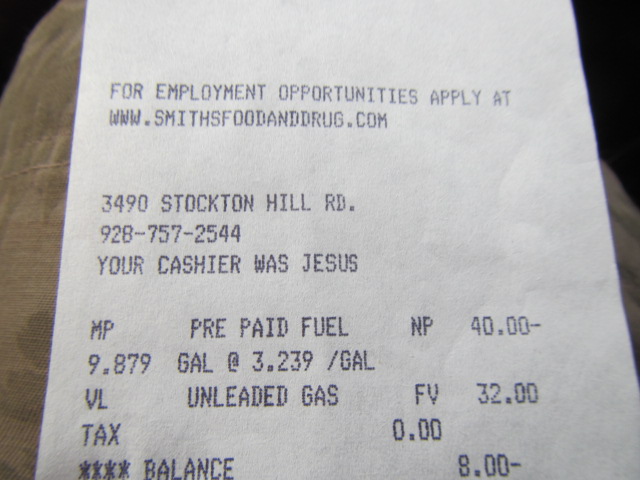 FOR EMPLOYMENT OPPORTUNITIES APPLY AT
WWW.SMITHSFOODANDDRUG.COM
3490 STOCKTON HILL RD.
928-757-2544
YOUR CASHIER WAS JESUS
MP PRE PAID FUEL NP 40.00-
9.879 GAL @ 3.239 /GAL
VL UNLEADED GAS FV 32.00
TAX 0.00
**** BALANCE 8.00-